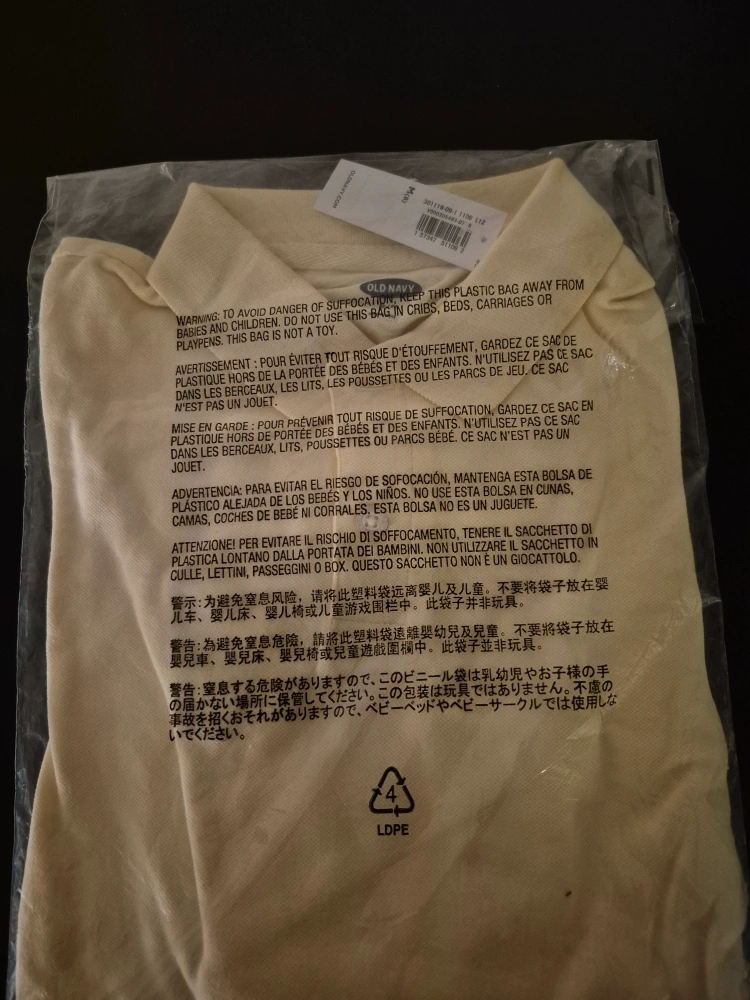 OLDNAVY.COM
M(8)
OLD NAVY
WARNING: TO AVOID DANGER OF SUFFOCATION, KEEP THIS PLASTIC BAG AWAY FROM
BABIES AND CHILDREN. DO NOT USE THIS BAG IN CRIBS, BEDS, CARRIAGES OR
PLAYPENS. THIS BAG IS NOT A TOY.
AVERTISSEMENT : POUR ÉVITER TOUT RISQUE D'ÉTOUFFEMENT, GARDEZ CE SAC DE
PLASTIQUE HORS DE LA PORTÉE DES BÉBÉS ET DES ENFANTS. N'UTILISEZ PAS CE SAC
DANS LES BERCEAUX, LES LITS, LES POUSSETTES OU LES PARCS DE JEU. CE SAC
N'EST PAS UN JOUET.
MISE EN GARDE : POUR PRÉVENIR TOUT RISQUE DE SUFFOCATION, GARDEZ CE SAC EN
PLASTIQUE HORS DE PORTÉE DES BÉBÉS ET DES ENFANTS. N'UTILISEZ PAS CE SAC
DANS LES BERCEAUX, LITS, POUSSETTES OU PARCS BÉBÉ. CE SAC N'EST PAS UN
JOUET.
ADVERTENCIA: PARA EVITAR EL RIESGO DE SOFOCACIÓN, MANTENGA ESTA BOLSA DE
PLÁSTICO ALEJADA DE LOS BEBÉS Y LOS NIÑOS. NO USE ESTA BOLSA EN CUNAS,
CAMAS, COCHES DE BEBÉ NI CORRALES. ESTA BOLSA NO ES UN JUGUETE.
ATTENZIONE! PER EVITARE IL RISCHIO DI SOFFOCAMENTO, TENERE IL SACCHETTO DI
PLASTICA LONTANO DALLA PORTATA DEI BAMBINI. NON UTILIZZARE IL SACCHETTO IN
CULLE, LETTINI, PASSEGGINI O BOX. QUESTO SACCHETTO NON È UN GIOCATTOLO.
警示: 为避免窒息风险，请将此塑料袋远离婴儿及儿童。不要将袋子放在婴
儿车、婴儿床、婴儿椅或儿童游戏围栏中。此袋子并非玩具。
警告: 為避免窒息危險，請將此塑料袋遠離嬰幼兒及兒童。不要將袋子放在
嬰兒車、嬰兒床、嬰兒椅或兒童遊戲圍欄中。此袋子並非玩具。
警告: 窒息する危険がありますので、このビニール袋は乳幼児やお子様の手
の届かない場所に保管してください。この包装は玩具ではありません。不慮の
事故を招くおそれがありますので、ベビーベッドやベビーサークルでは使用しな
いでください。
4
LDPE